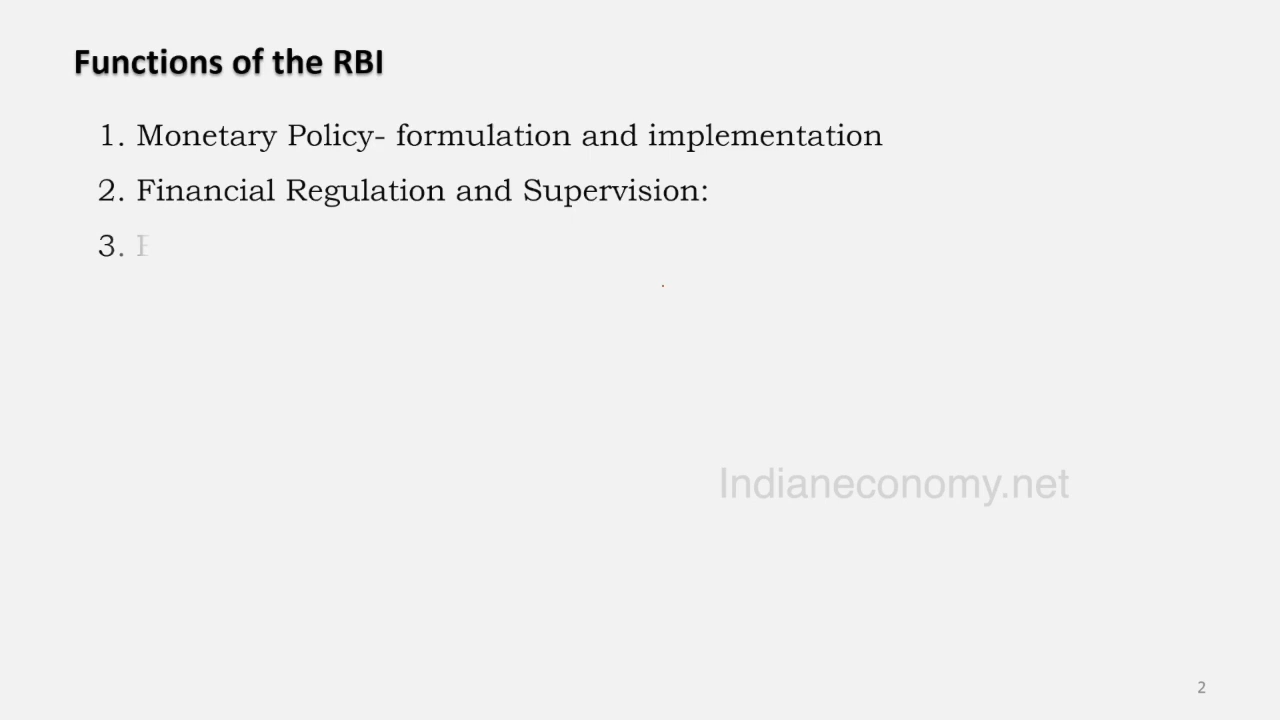 Functions of the RBI
1. Monetary Policy- formulation and implementation
2. Financial Regulation and Supervision:
3.
Indianeconomy.net
2